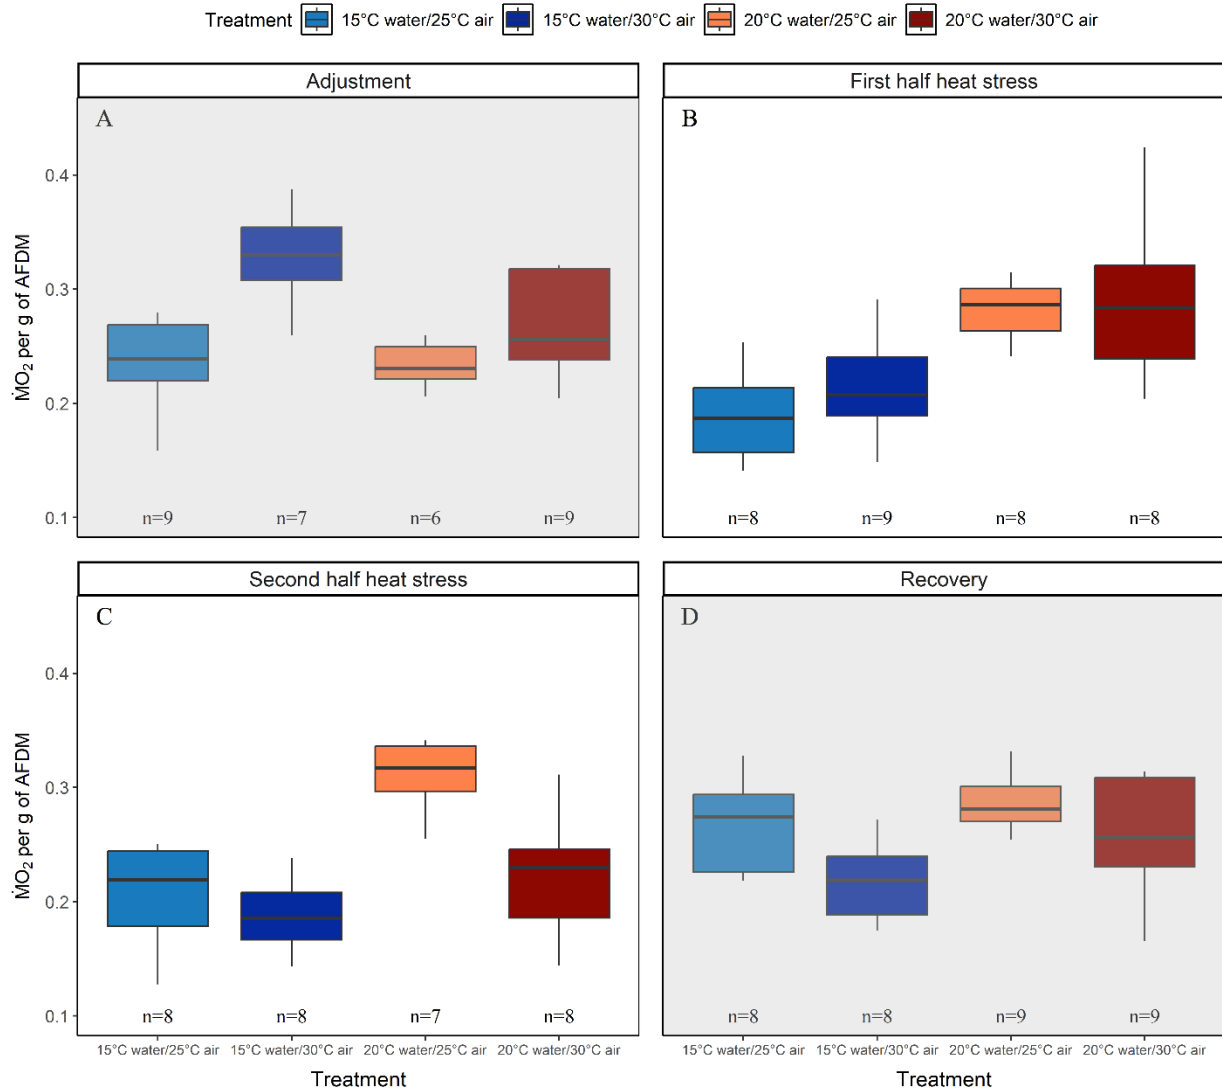 Treatment 15°C water/25°C air 15°C water/30°C air 20°C water/25°C air 20°C water/30°C air
Adjustment First half heat stress
A B
0.4
0.3
0.2
0.1
ṀO₂ per g of AFDM
n=9 n=7 n=6 n=9 n=8 n=9 n=8 n=8
Second half heat stress Recovery
C D
0.4
0.3
0.2
0.1
ṀO₂ per g of AFDM
n=8 n=8 n=7 n=8 n=8 n=8 n=9 n=9
15°C water/25°C air 15°C water/30°C air 20°C water/25°C air 20°C water/30°C air 15°C water/25°C air 15°C water/30°C air 20°C water/25°C air 20°C water/30°C air
Treatment Treatment